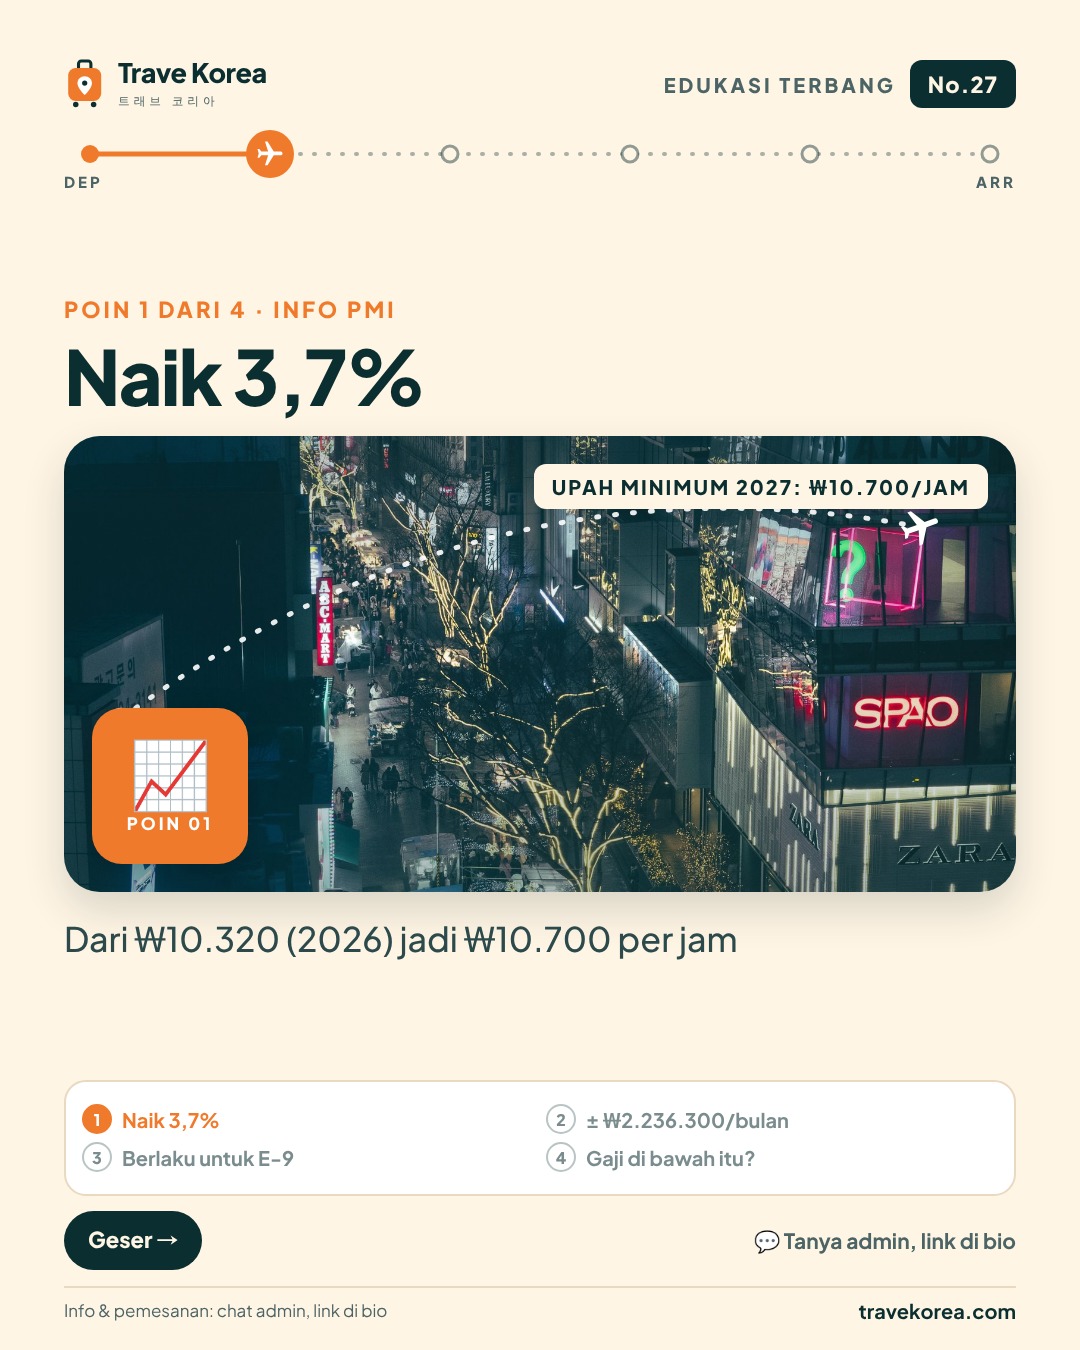 Trave Korea
트래브 코리아
EDUKASI TERBANG
No.27
DEP
ARR
POIN 1 DARI 4 · INFO PMI
Naik 3,7%
UPAH MINIMUM 2027: ₩10.700/JAM
ABC-MART
?
SPAO
ZARA
ZARA
POIN 01
Dari ₩10.320 (2026) jadi ₩10.700 per jam
1 Naik 3,7%
2 ± ₩2.236.300/bulan
3 Berlaku untuk E-9
4 Gaji di bawah itu?
Geser →
💬 Tanya admin, link di bio
Info & pemesanan: chat admin, link di bio
travekorea.com